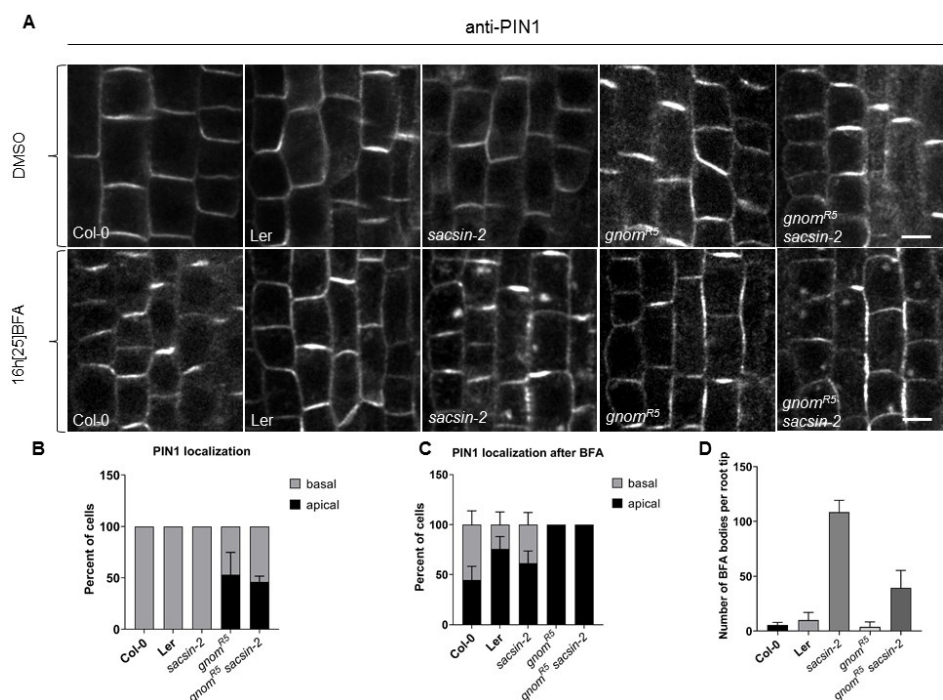 A
anti-PIN1
DMSO
Col-0
Ler
sacsin-2
gnomᴿ⁵
gnomᴿ⁵
sacsin-2
16h[25]BFA
Col-0
Ler
sacsin-2
gnomᴿ⁵
gnomᴿ⁵
sacsin-2
B
PIN1 localization
Percent of cells
150
100
50
0
basal
apical
Col-0
Ler
sacsin-2
gnomᴿ⁵
gnomᴿ⁵ sacsin-2
C
PIN1 localization after BFA
Percent of cells
150
100
50
0
basal
apical
Col-0
Ler
sacsin-2
gnomᴿ⁵
gnomᴿ⁵ sacsin-2
D
Number of BFA bodies per root tip
150
100
50
0
Col-0
Ler
sacsin-2
gnomᴿ⁵
gnomᴿ⁵ sacsin-2